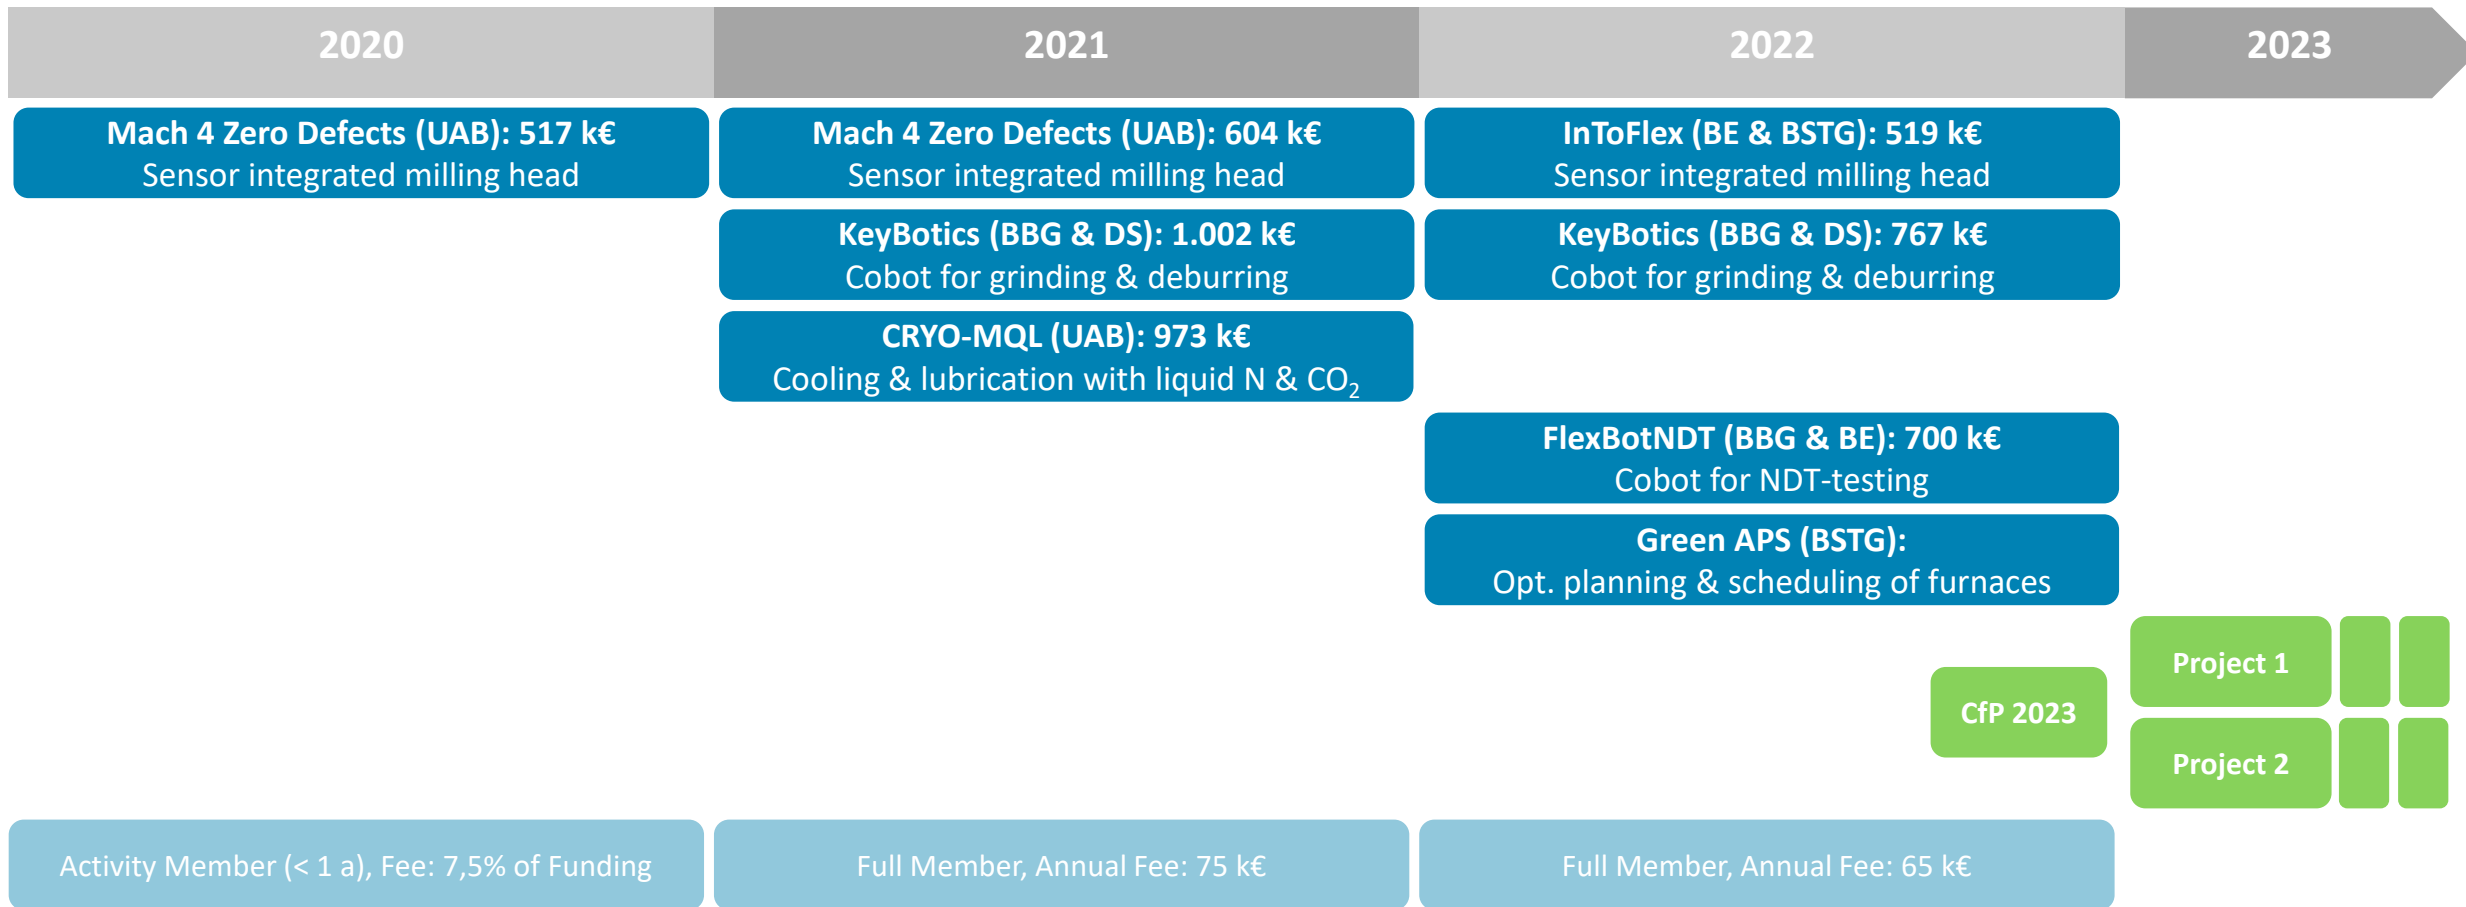 2020
2021
2022
2023
Mach 4 Zero Defects (UAB): 517 k€
Sensor integrated milling head
Mach 4 Zero Defects (UAB): 604 k€
Sensor integrated milling head
InToFlex (BE & BSTG): 519 k€
Sensor integrated milling head
KeyBotics (BBG & DS): 1.002 k€
Cobot for grinding & deburring
KeyBotics (BBG & DS): 767 k€
Cobot for grinding & deburring
CRYO-MQL (UAB): 973 k€
Cooling & lubrication with liquid N & CO₂
FlexBotNDT (BBG & BE): 700 k€
Cobot for NDT-testing
Green APS (BSTG):
Opt. planning & scheduling of furnaces
CfP 2023
Project 1
Project 2
Activity Member (< 1 a), Fee: 7,5% of Funding
Full Member, Annual Fee: 75 k€
Full Member, Annual Fee: 65 k€